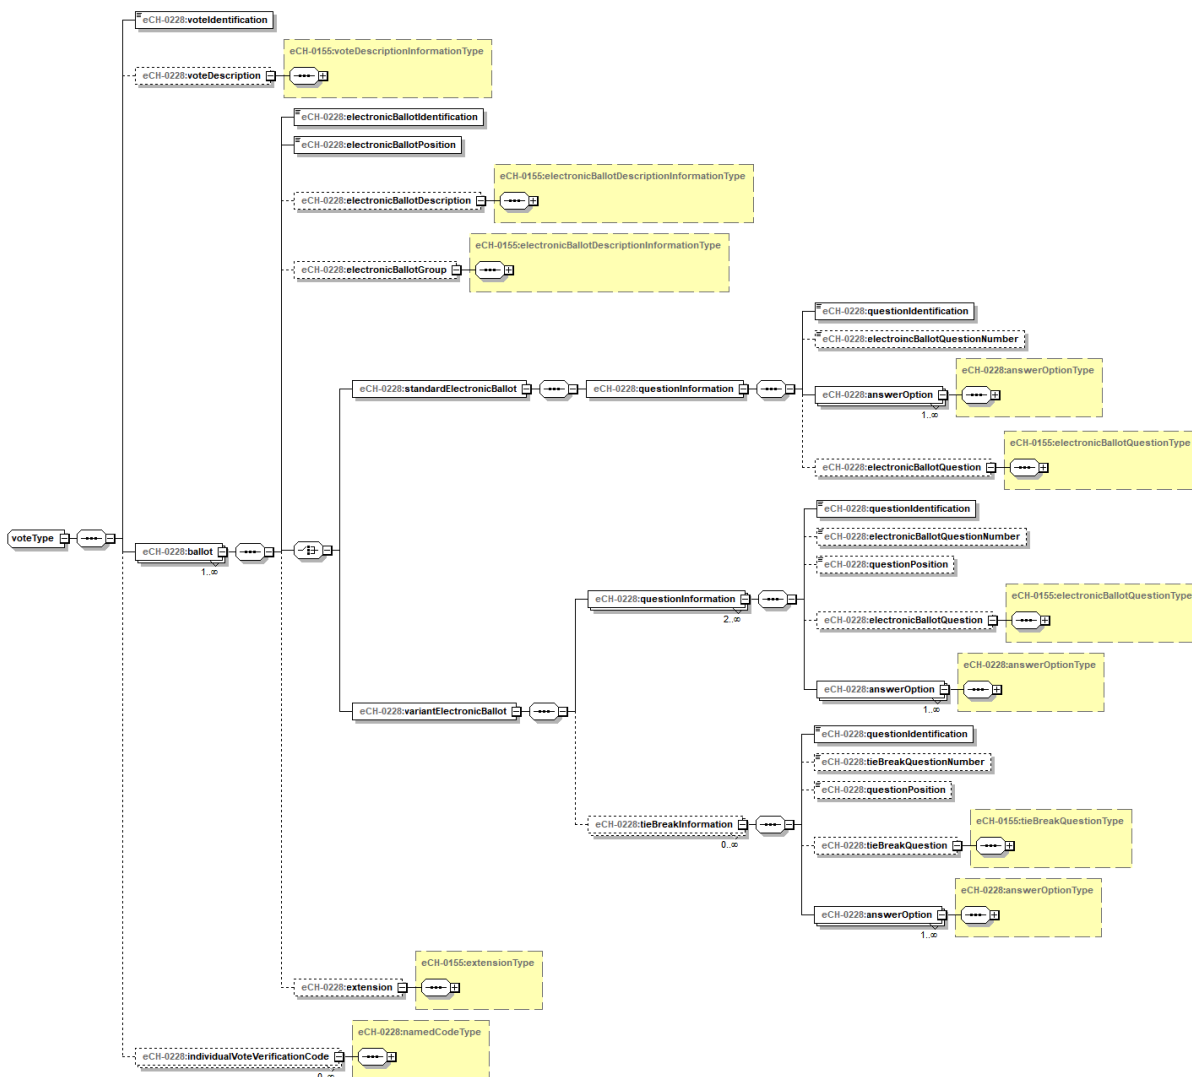 eCH-0228:voteIdentification
eCH-0155:voteDescriptionInformationType
eCH-0228:voteDescription
eCH-0228:electronicBallotIdentification
eCH-0228:electronicBallotPosition
eCH-0155:electronicBallotDescriptionInformationType
eCH-0228:electronicBallotDescription
eCH-0155:electronicBallotDescriptionInformationType
eCH-0228:electronicBallotGroup
eCH-0228:questionIdentification
eCH-0228:electroincBallotQuestionNumber
eCH-0228:answerOptionType
eCH-0228:standardElectronicBallot
eCH-0228:questionInformation
eCH-0228:answerOption
1..∞
eCH-0155:electronicBallotQuestionType
eCH-0228:electronicBallotQuestion
eCH-0228:questionIdentification
voteType
eCH-0228:ballot
1..∞
eCH-0228:electronicBallotQuestionNumber
eCH-0228:questionPosition
eCH-0155:electronicBallotQuestionType
eCH-0228:questionInformation
2..∞
eCH-0228:electronicBallotQuestion
eCH-0228:answerOptionType
eCH-0228:answerOption
1..∞
eCH-0228:variantElectronicBallot
eCH-0228:questionIdentification
eCH-0228:tieBreakQuestionNumber
eCH-0228:questionPosition
eCH-0155:tieBreakQuestionType
eCH-0228:tieBreakInformation
0..∞
eCH-0228:tieBreakQuestion
eCH-0228:answerOptionType
eCH-0228:answerOption
1..∞
eCH-0155:extensionType
eCH-0228:extension
eCH-0228:namedCodeType
eCH-0228:individualVoteVerificationCode
0..∞